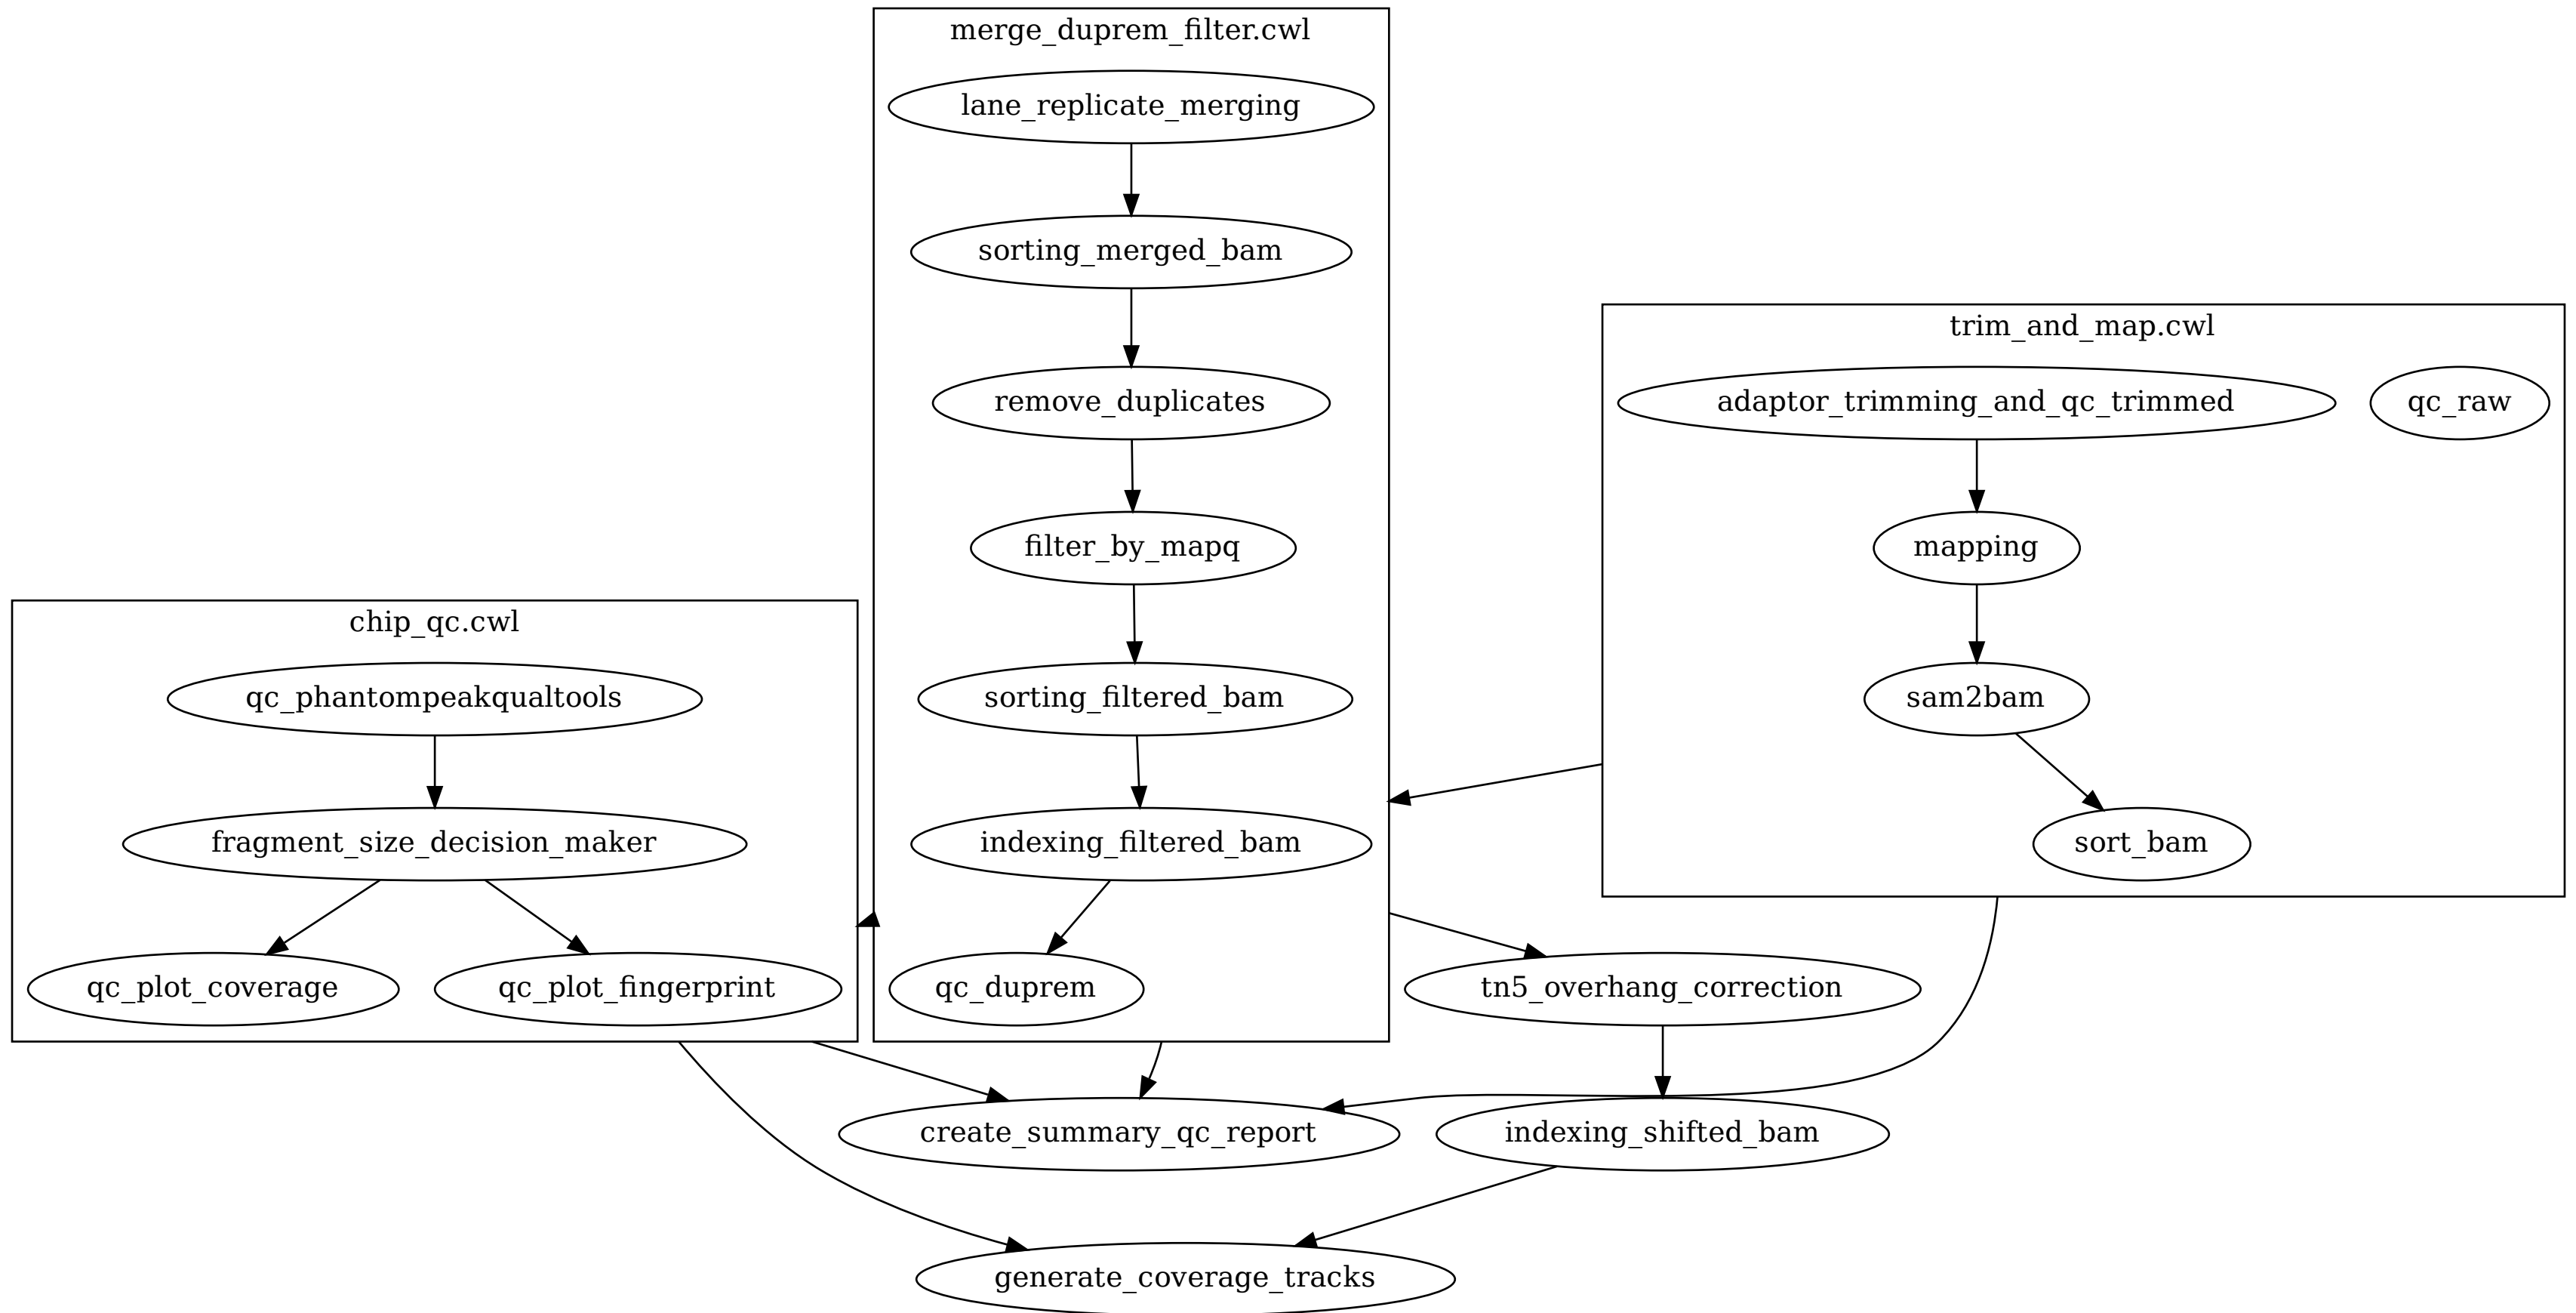 merge_duprem_filter.cwl
lane_replicate_merging
sorting_merged_bam
remove_duplicates
filter_by_mapq
sorting_filtered_bam
indexing_filtered_bam
qc_duprem
trim_and_map.cwl
adaptor_trimming_and_qc_trimmed
qc_raw
mapping
sam2bam
sort_bam
chip_qc.cwl
qc_phantompeakqualtools
fragment_size_decision_maker
qc_plot_coverage
qc_plot_fingerprint
tn5_overhang_correction
create_summary_qc_report
indexing_shifted_bam
generate_coverage_tracks